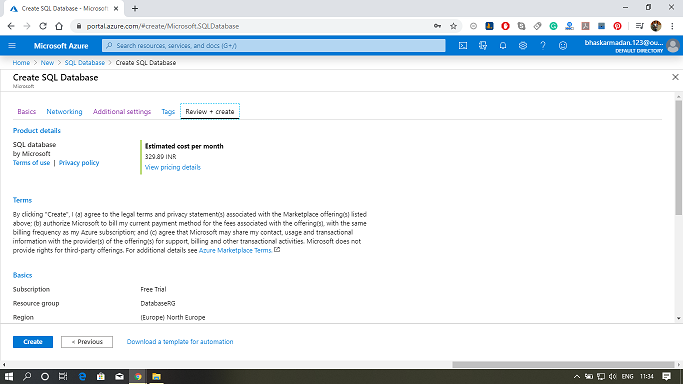 Create SQL Database - Microsoft
portal.azure.com/#create/Microsoft.SQLDatabase
Microsoft Azure
Search resources, services, and docs (G+/)
bhaskarmadan.123@ou...
DEFAULT DIRECTORY
Home > New > SQL Database > Create SQL Database
Create SQL Database
Microsoft
Basics Networking Additional settings Tags Review + create
Product details
SQL database
by Microsoft
Terms of use | Privacy policy
Estimated cost per month
329.89 INR
View pricing details
Terms
By clicking "Create", I (a) agree to the legal terms and privacy statement(s) associated with the Marketplace offering(s) listed
above; (b) authorize Microsoft to bill my current payment method for the fees associated with the offering(s), with the same
billing frequency as my Azure subscription; and (c) agree that Microsoft may share my contact, usage and transactional
information with the provider(s) of the offering(s) for support, billing and other transactional activities. Microsoft does not
provide rights for third-party offerings. For additional details see Azure Marketplace Terms.
Basics
Subscription Free Trial
Resource group DatabaseRG
Region (Europe) North Europe
Create < Previous Download a template for automation
ENG 11:34